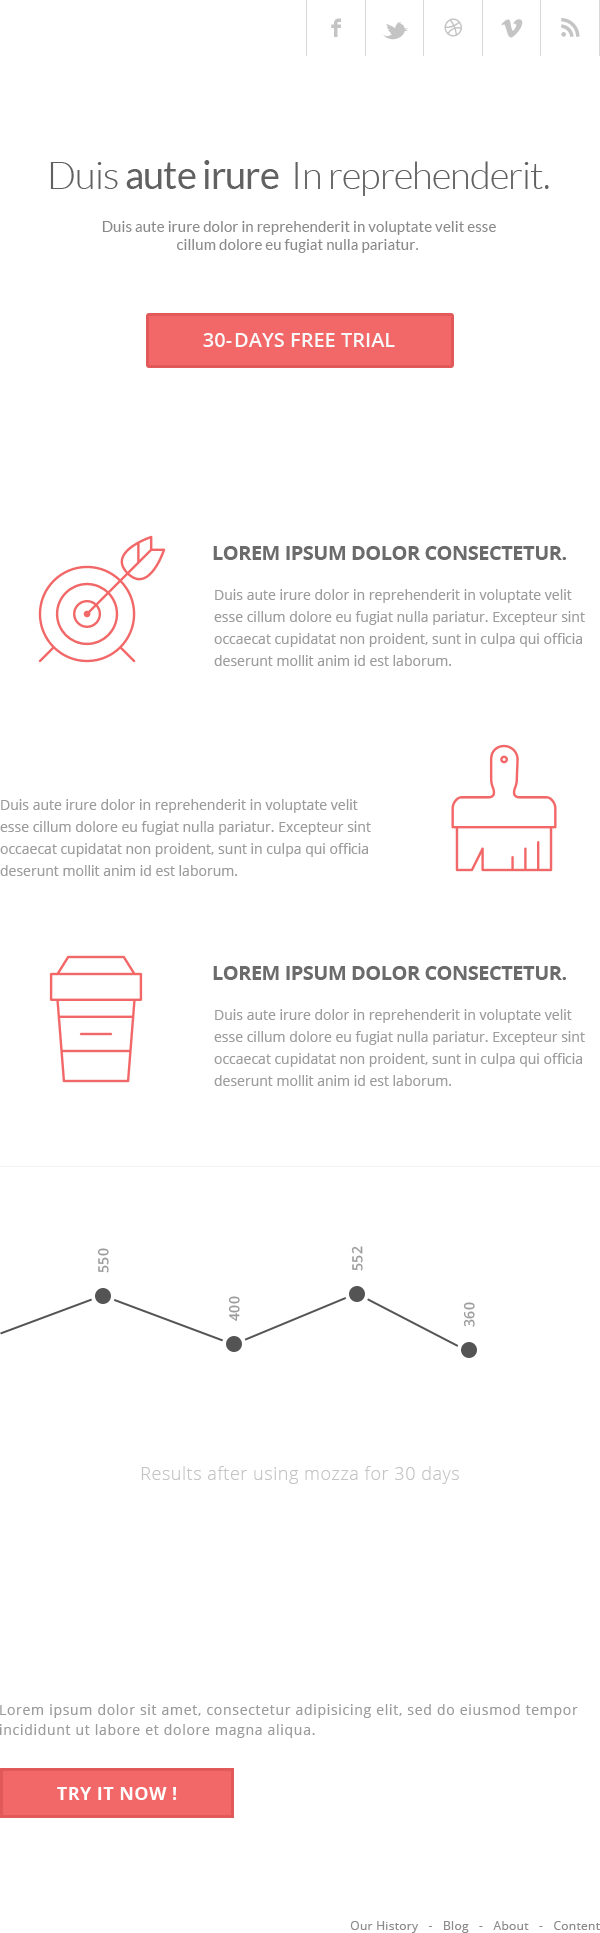 Duis aute irure In reprehenderit.
Duis aute irure dolor in reprehenderit in voluptate velit esse
cillum dolore eu fugiat nulla pariatur.
30-DAYS FREE TRIAL
LOREM IPSUM DOLOR CONSECTETUR.
Duis aute irure dolor in reprehenderit in voluptate velit
esse cillum dolore eu fugiat nulla pariatur. Excepteur sint
occaecat cupidatat non proident, sunt in culpa qui officia
deserunt mollit anim id est laborum.
Duis aute irure dolor in reprehenderit in voluptate velit
esse cillum dolore eu fugiat nulla pariatur. Excepteur sint
occaecat cupidatat non proident, sunt in culpa qui officia
deserunt mollit anim id est laborum.
LOREM IPSUM DOLOR CONSECTETUR.
Duis aute irure dolor in reprehenderit in voluptate velit
esse cillum dolore eu fugiat nulla pariatur. Excepteur sint
occaecat cupidatat non proident, sunt in culpa qui officia
deserunt mollit anim id est laborum.
550
400
552
360
Results after using mozza for 30 days
Lorem ipsum dolor sit amet, consectetur adipisicing elit, sed do eiusmod tempor
incididunt ut labore et dolore magna aliqua.
TRY IT NOW !
Our History - Blog - About - Content